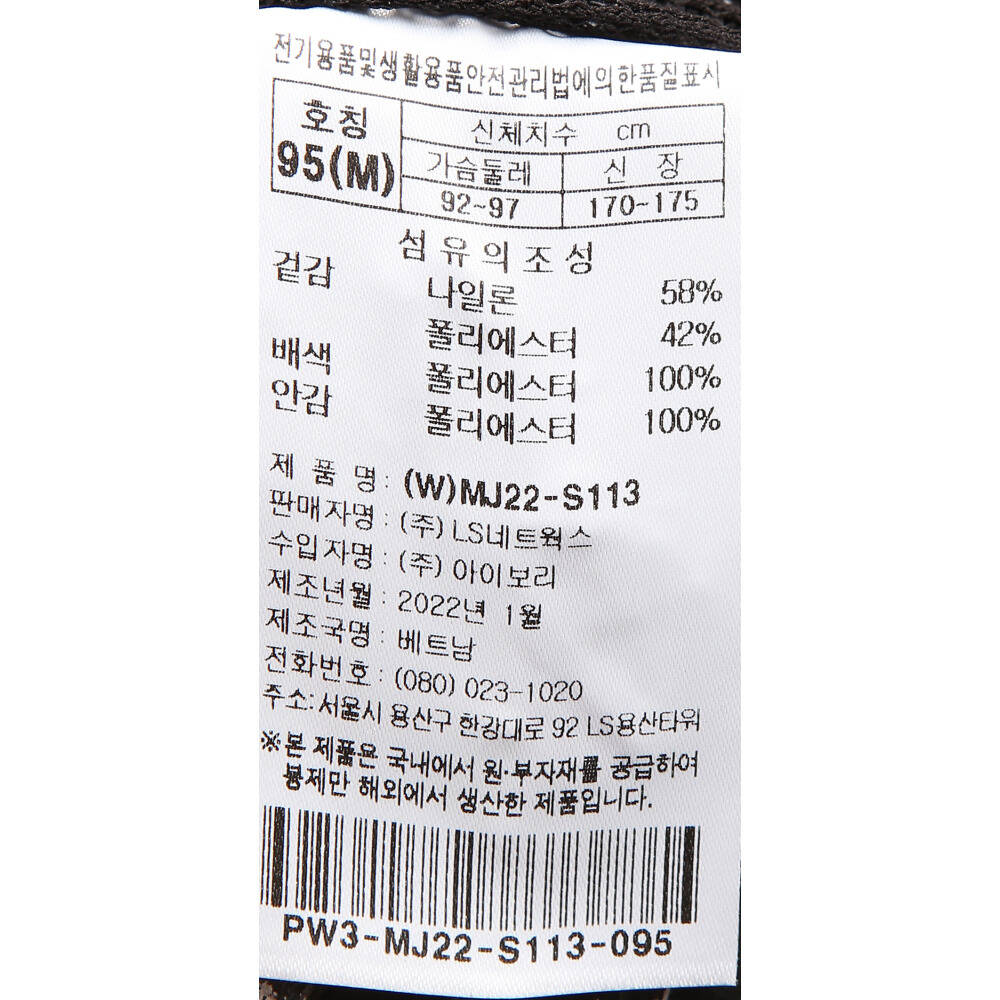 전기용품및생활용품안전관리법에의한품질표시
호칭
95(M)
신체치수 cm
가슴둘레 신 장
92~97 170~175
섬유의조성
겉감 나일론 58%
폴리에스터 42%
배색 폴리에스터 100%
안감 폴리에스터 100%
제 품 명 : (W)MJ22-S113
판매자명 : (주) LS네트웍스
수입자명 : (주) 아이보리
제조년월 : 2022년 1월
제조국명 : 베트남
전화번호 : (080) 023-1020
주소: 서울시 용산구 한강대로 92 LS용산타워
※본 제품은 국내에서 원·부자재를 공급하여
봉제만 해외에서 생산한 제품입니다.
PW3-MJ22-S113-095